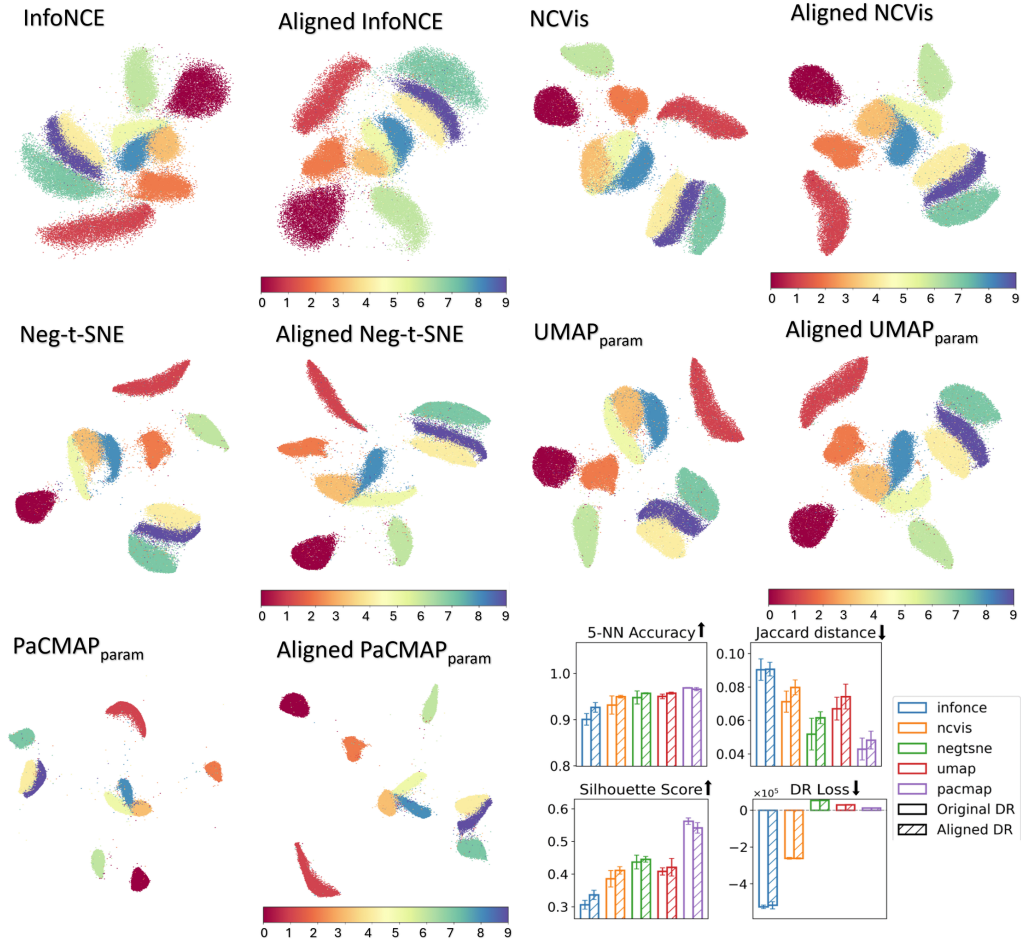 InfoNCE
Aligned InfoNCE
NCVis
Aligned NCVis
0 1 2 3 4 5 6 7 8 9
0 1 2 3 4 5 6 7 8 9
Neg-t-SNE
Aligned Neg-t-SNE
UMAPparam
Aligned UMAPparam
0 1 2 3 4 5 6 7 8 9
0 1 2 3 4 5 6 7 8 9
PaCMAPparam
Aligned PaCMAPparam
0 1 2 3 4 5 6 7 8 9
5-NN Accuracy⬆
1.0
0.9
0.8
Jaccard distance⬇
0.10
0.08
0.06
0.04
Silhouette Score⬆
0.6
0.5
0.4
0.3
×10⁵ DR Loss⬇
0
−2
−4
infonce
ncvis
negtsne
umap
pacmap
Original DR
Aligned DR